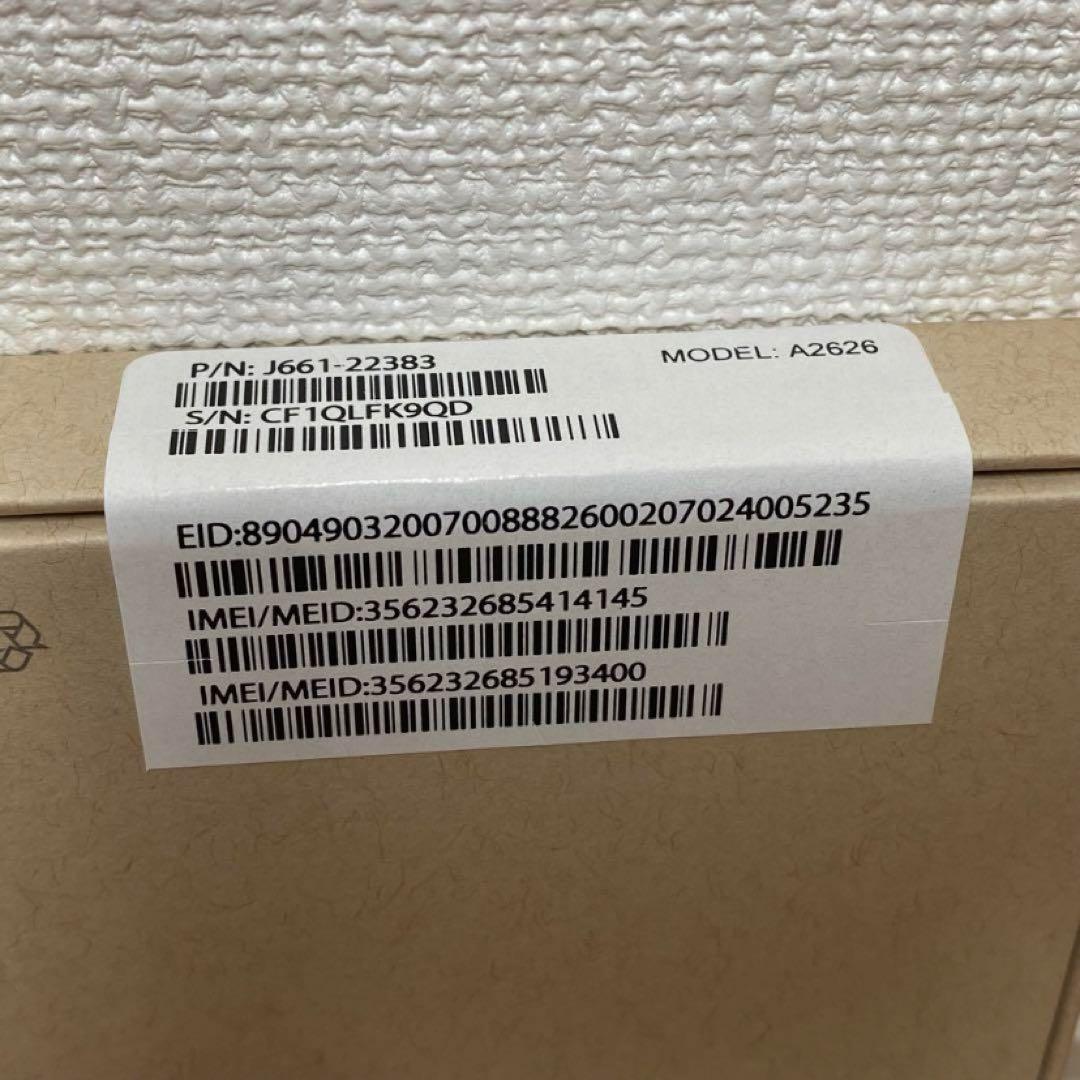 P/N: J661-22383
MODEL: A2626
S/N: CF1QLFK9QD
EID:89049032007008882600207024005235
IMEI/MEID:356232685414145
IMEI/MEID:356232685193400